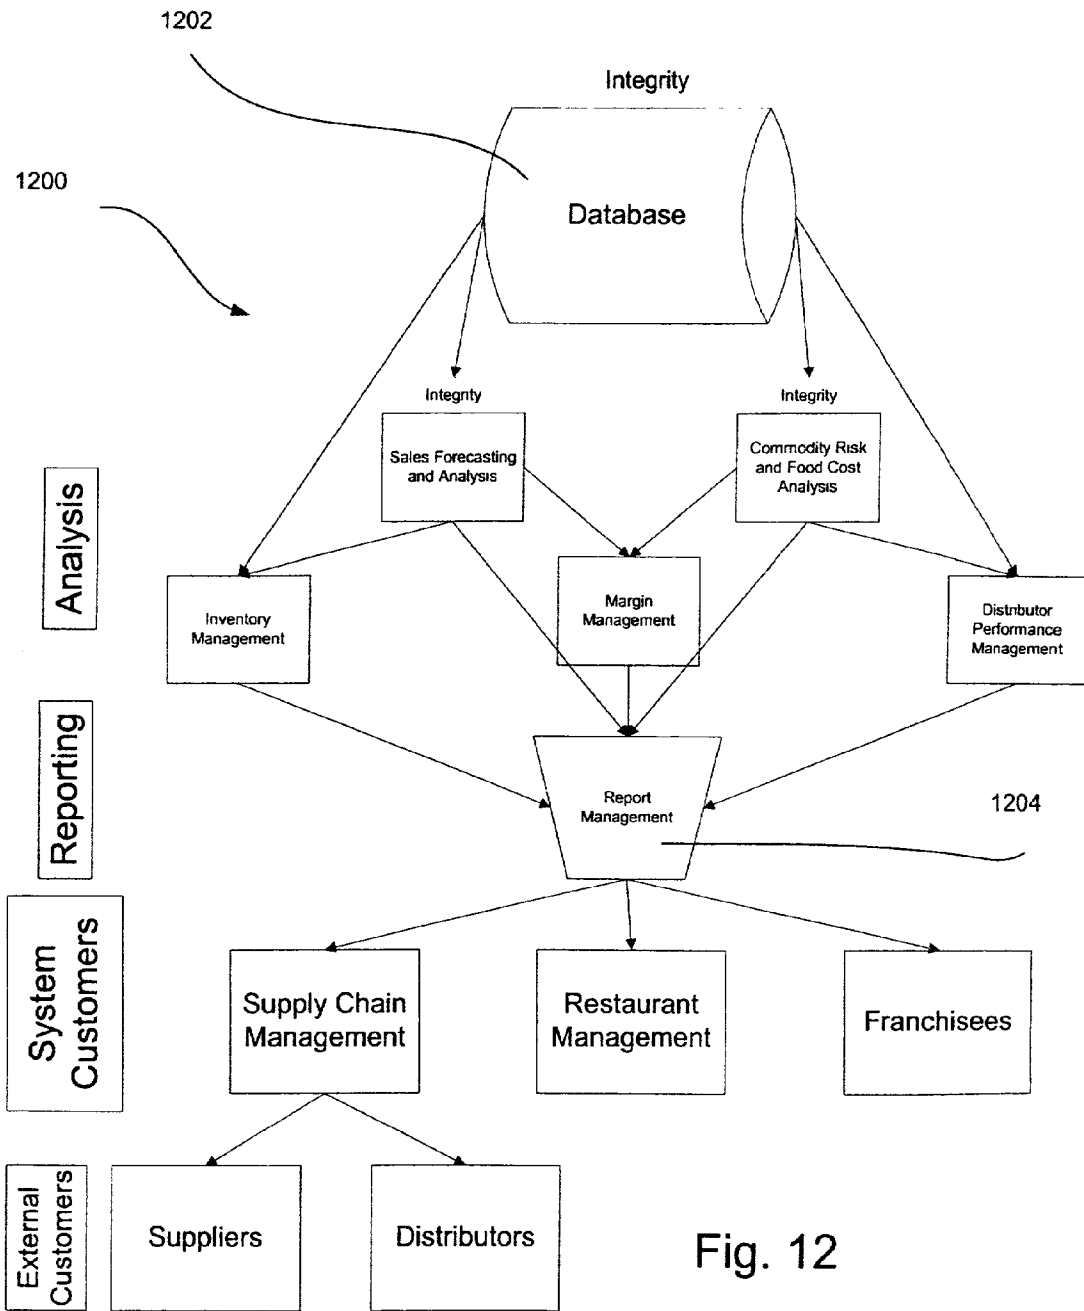 1202
Integrity
1200
Database
Integrity
Integrity
Sales Forecasting
and Analysis
Commodity Risk
and Food Cost
Analysis
Analysis
Inventory
Management
Margin
Management
Distributor
Performance
Management
Reporting
Report
Management
1204
System
Customers
Supply Chain
Management
Restaurant
Management
Franchisees
External
Customers
Suppliers
Distributors
Fig. 12